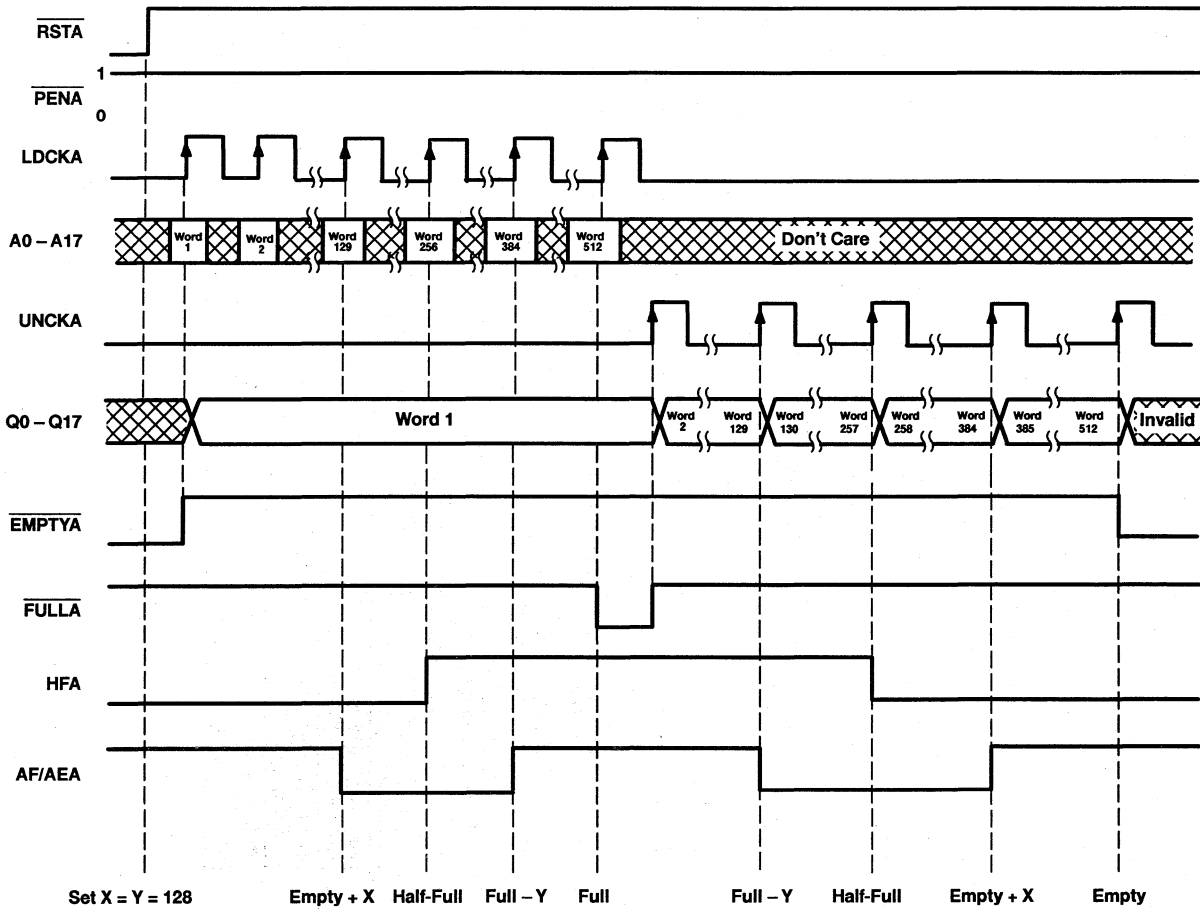 RSTA
1
PENA
0
LDCKA
A0 – A17
Word 1
Word 2
Word 129
Word 256
Word 384
Word 512
Don't Care
UNCKA
Q0 – Q17
Word 1
Word 2
Word 129
Word 130
Word 257
Word 258
Word 384
Word 385
Word 512
Invalid
EMPTYA
FULLA
HFA
AF/AEA
Set X = Y = 128
Empty + X
Half-Full
Full – Y
Full
Full – Y
Half-Full
Empty + X
Empty